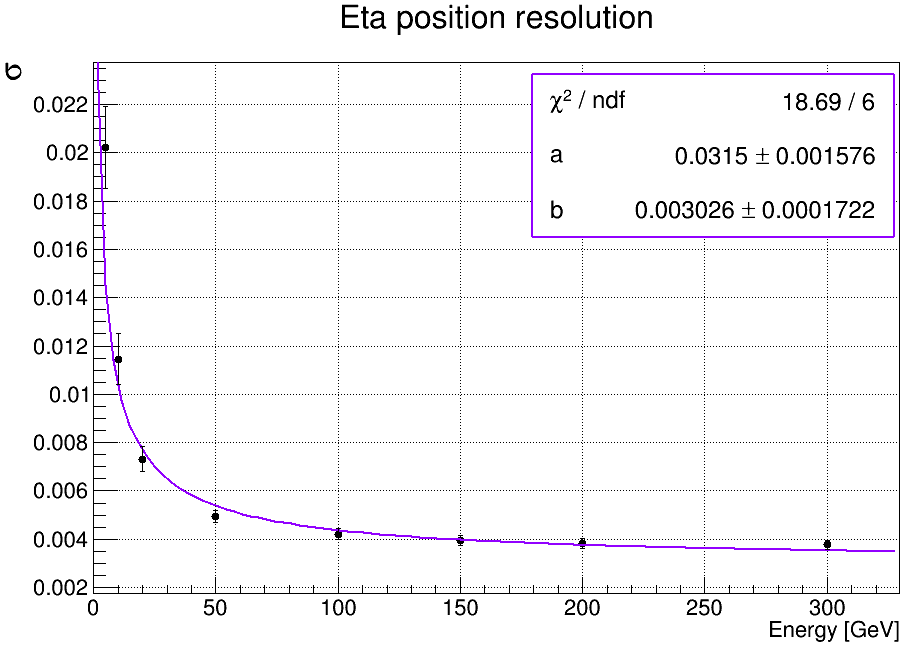 Eta position resolution
σ
χ² / ndf 18.69 / 6
a 0.0315 ± 0.001576
b 0.003026 ± 0.0001722
0.022
0.02
0.018
0.016
0.014
0.012
0.01
0.008
0.006
0.004
0.002
0 50 100 150 200 250 300
Energy [GeV]